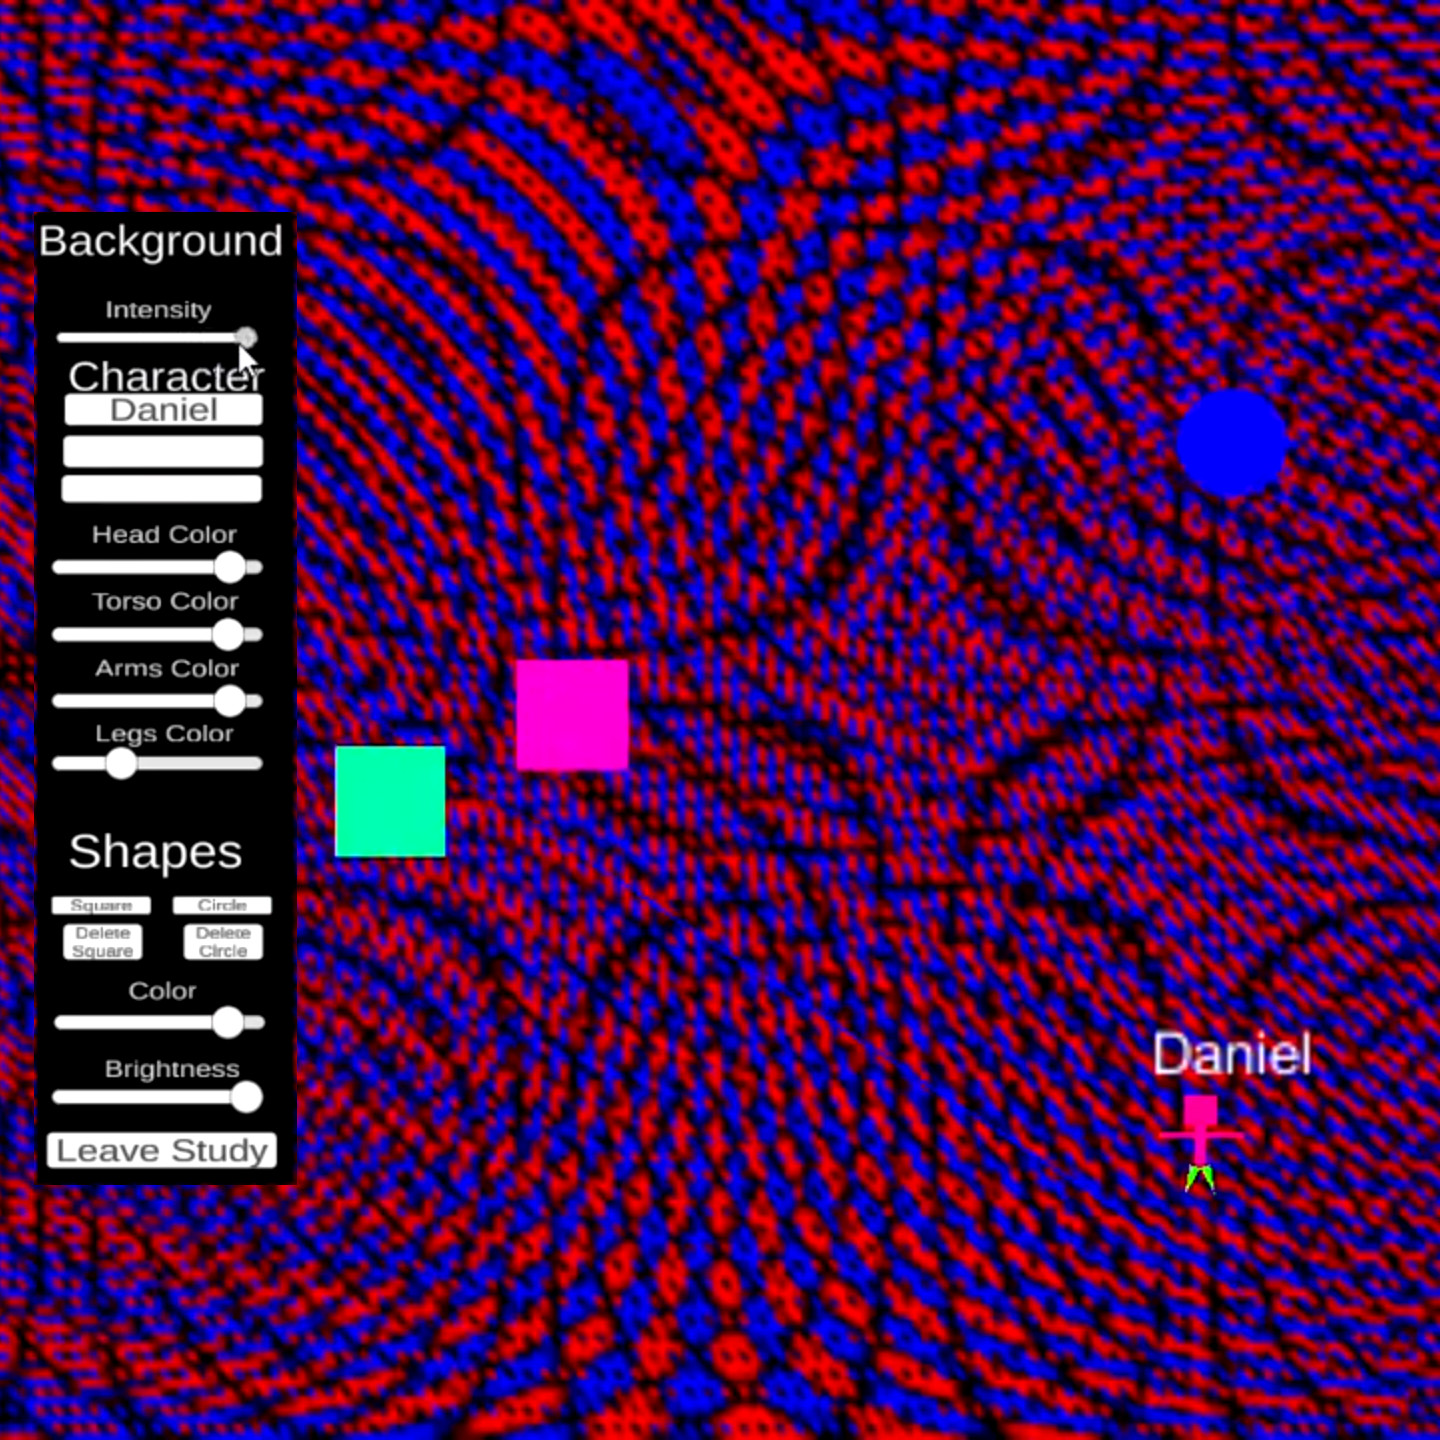 Background
Intensity
Character
Daniel
Head Color
Torso Color
Arms Color
Legs Color
Shapes
Square Circle
Delete Square Delete Circle
Color
Brightness
Leave Study
Daniel